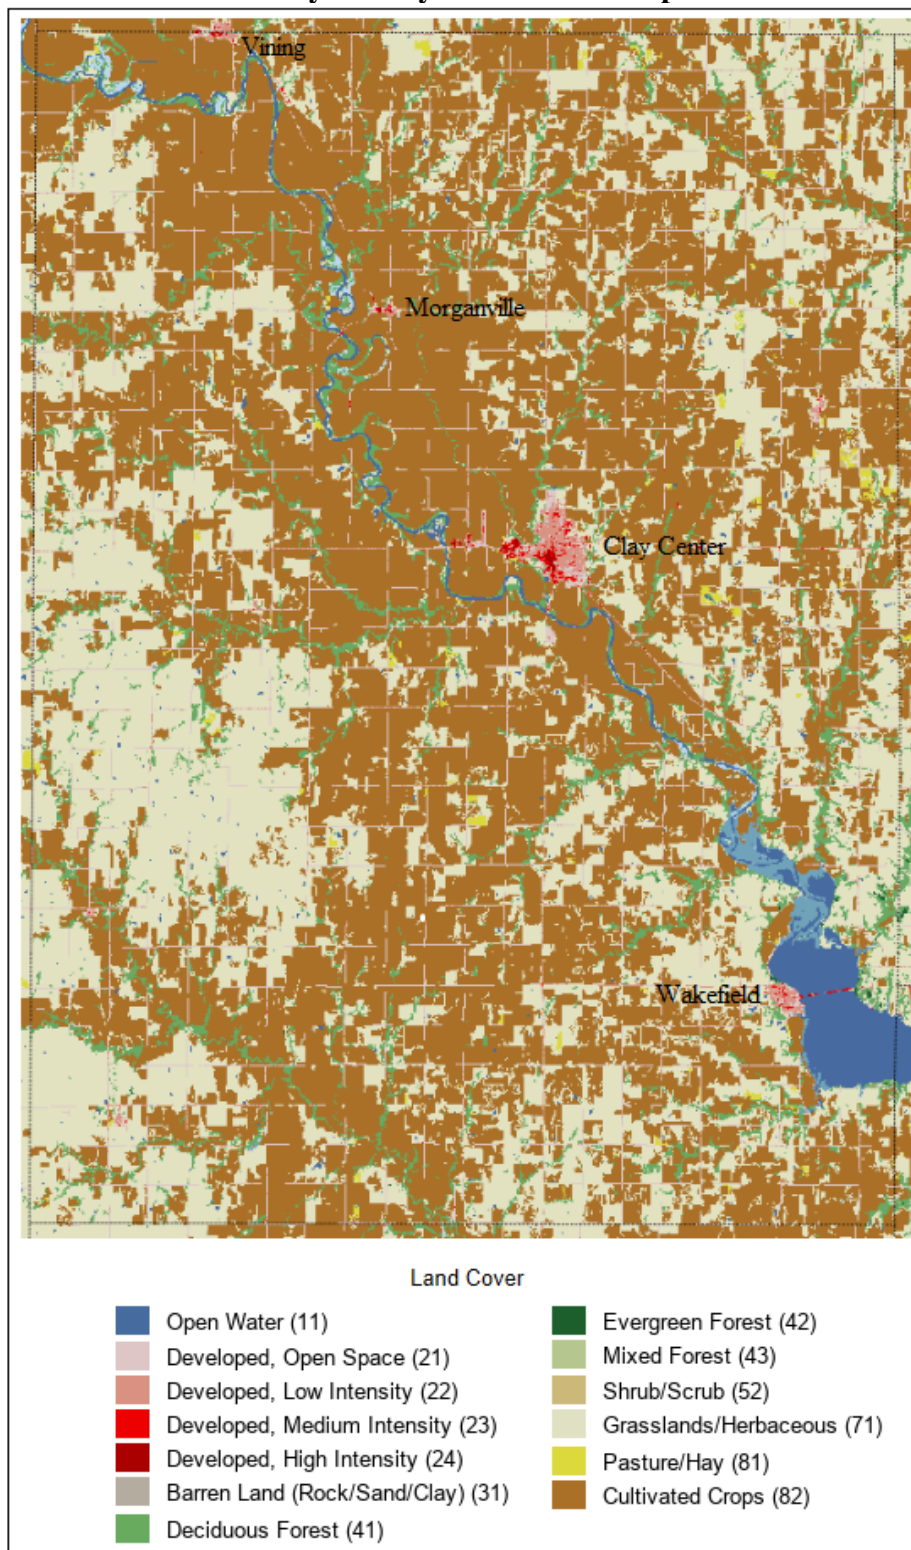 Vining
Morganville
Clay Center
Wakefield
Land Cover
Open Water (11)
Developed, Open Space (21)
Developed, Low Intensity (22)
Developed, Medium Intensity (23)
Developed, High Intensity (24)
Barren Land (Rock/Sand/Clay) (31)
Deciduous Forest (41)
Evergreen Forest (42)
Mixed Forest (43)
Shrub/Scrub (52)
Grasslands/Herbaceous (71)
Pasture/Hay (81)
Cultivated Crops (82)